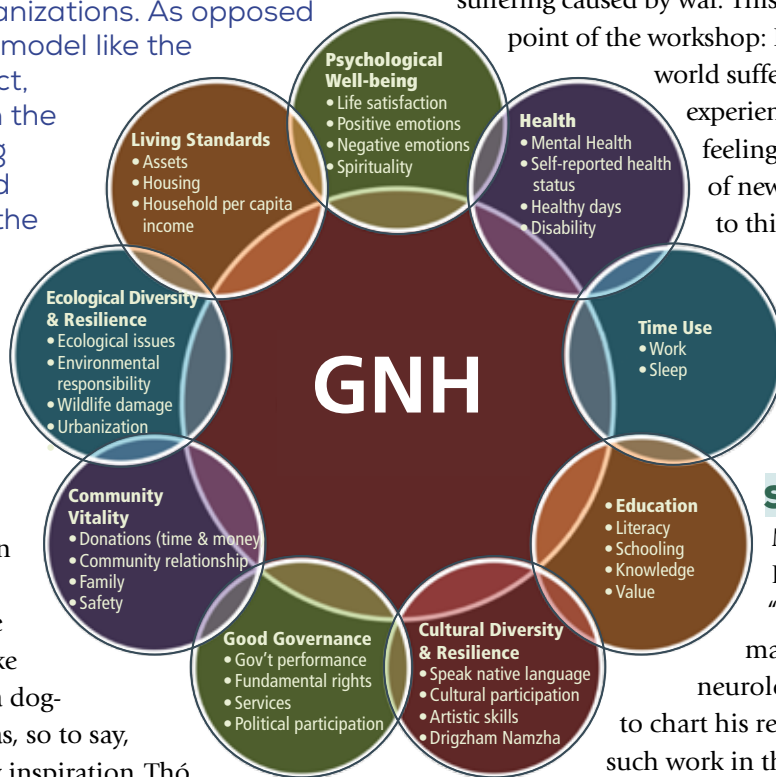 anizations. As opposed
model like the
ct,
n the
g
d
the
suffering caused by war. This
point of the workshop:
world suffe
experien
feeling
of new
to thi
Psychological
Well-being
• Life satisfaction
• Positive emotions
• Negative emotions
• Spirituality
Health
• Mental Health
• Self-reported health
status
• Healthy days
• Disability
Living Standards
• Assets
• Housing
• Household per capita
income
Time Use
• Work
• Sleep
Ecological Diversity
& Resilience
• Ecological issues
• Environmental
responsibility
• Wildlife damage
• Urbanization
GNH
• Education
• Literacy
• Schooling
• Knowledge
• Value
Community
Vitality
• Donations (time & money
• Community relationship
• Family
• Safety
Good Governance
• Gov't performance
• Fundamental rights
• Services
• Political participation
Cultural Diversity
& Resilience
• Speak native language
• Cultural participation
• Artistic skills
• Drigzham Namzha
n
e
ke
a dog-
as, so to say,
inspiration. Thó
S
“
ma
neurolo
to chart his re
such work in th